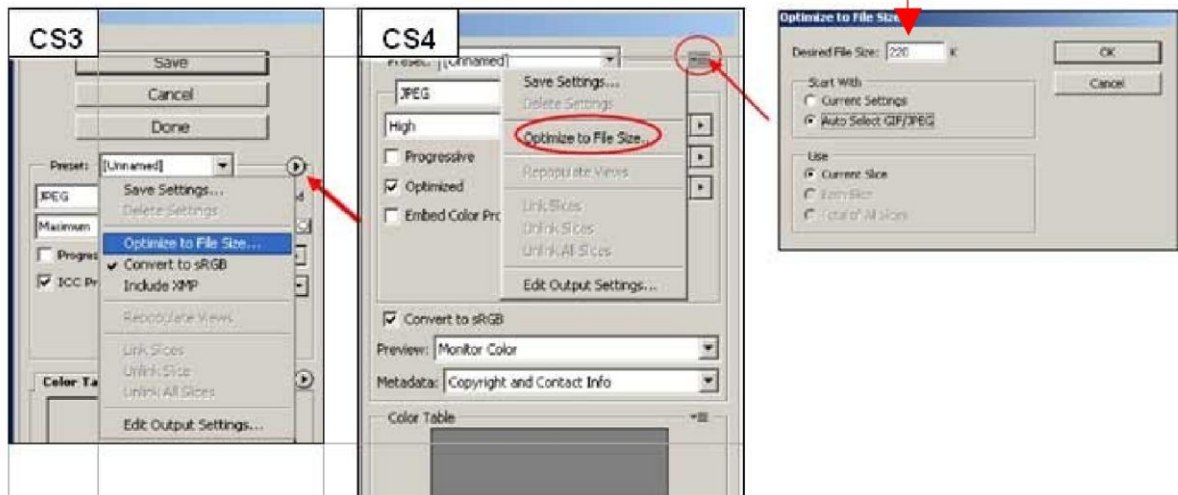 CS3
Save
Cancel
Done
Preset: [Unnamed]
JPEG
Maximum
Progres
ICC Pr
Save Settings...
Delete Settings
Optimize to File Size...
Convert to sRGB
Include XMP
Repopulate Views
Link Slices
Unlink Slice
Unlink All Slices
Edit Output Settings...
Color Ta
CS4
Preset: [Unnamed]
JPEG
High
Progressive
Optimized
Embed Color Pro
Save Settings...
Delete Settings
Optimize to File Size...
Repopulate Views
Link Slices
Unlink Slices
Unlink All Slices
Edit Output Settings...
Convert to sRGB
Preview: Monitor Color
Metadata: Copyright and Contact Info
Color Table
Optimize to File Size
Desired File Size: 220 K
OK
Cancel
Start With
Current Settings
Auto Select GIF/JPEG
Use
Current Slice
Each Slice
Total of All Slices